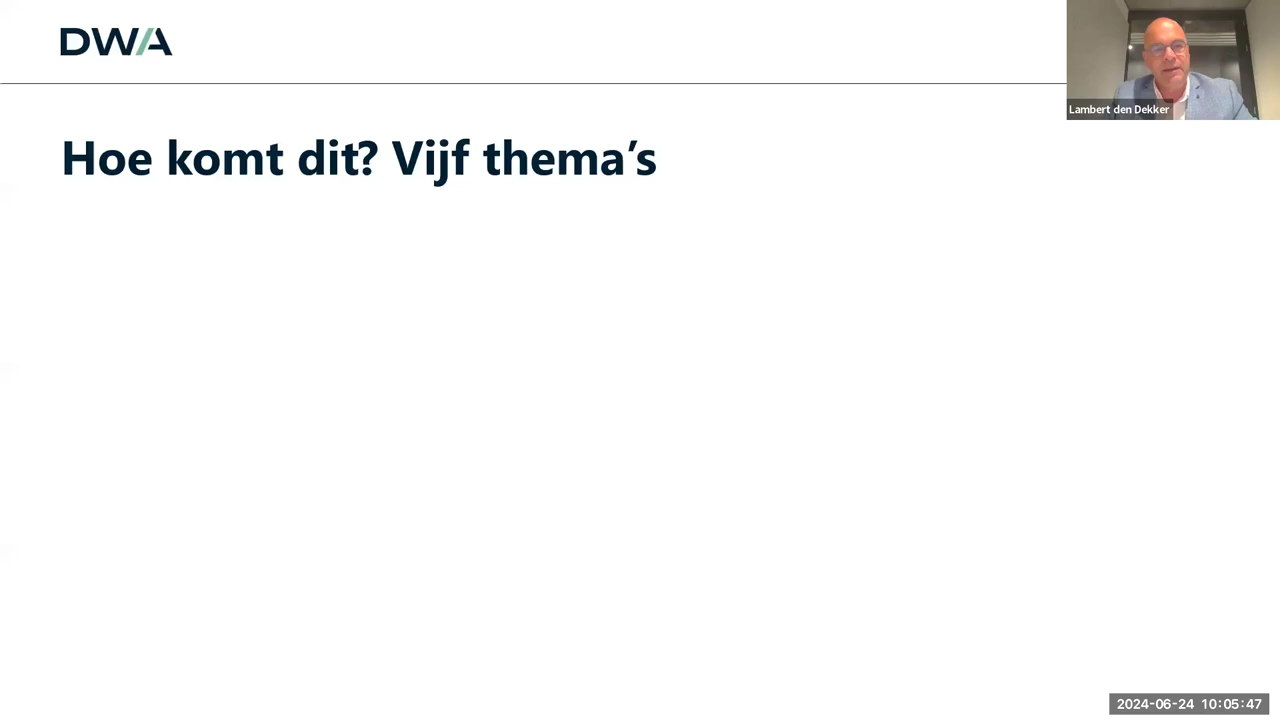 DWA
Lambert den Dekker
Hoe komt dit? Vijf thema’s
2024-06-24 10:05:47